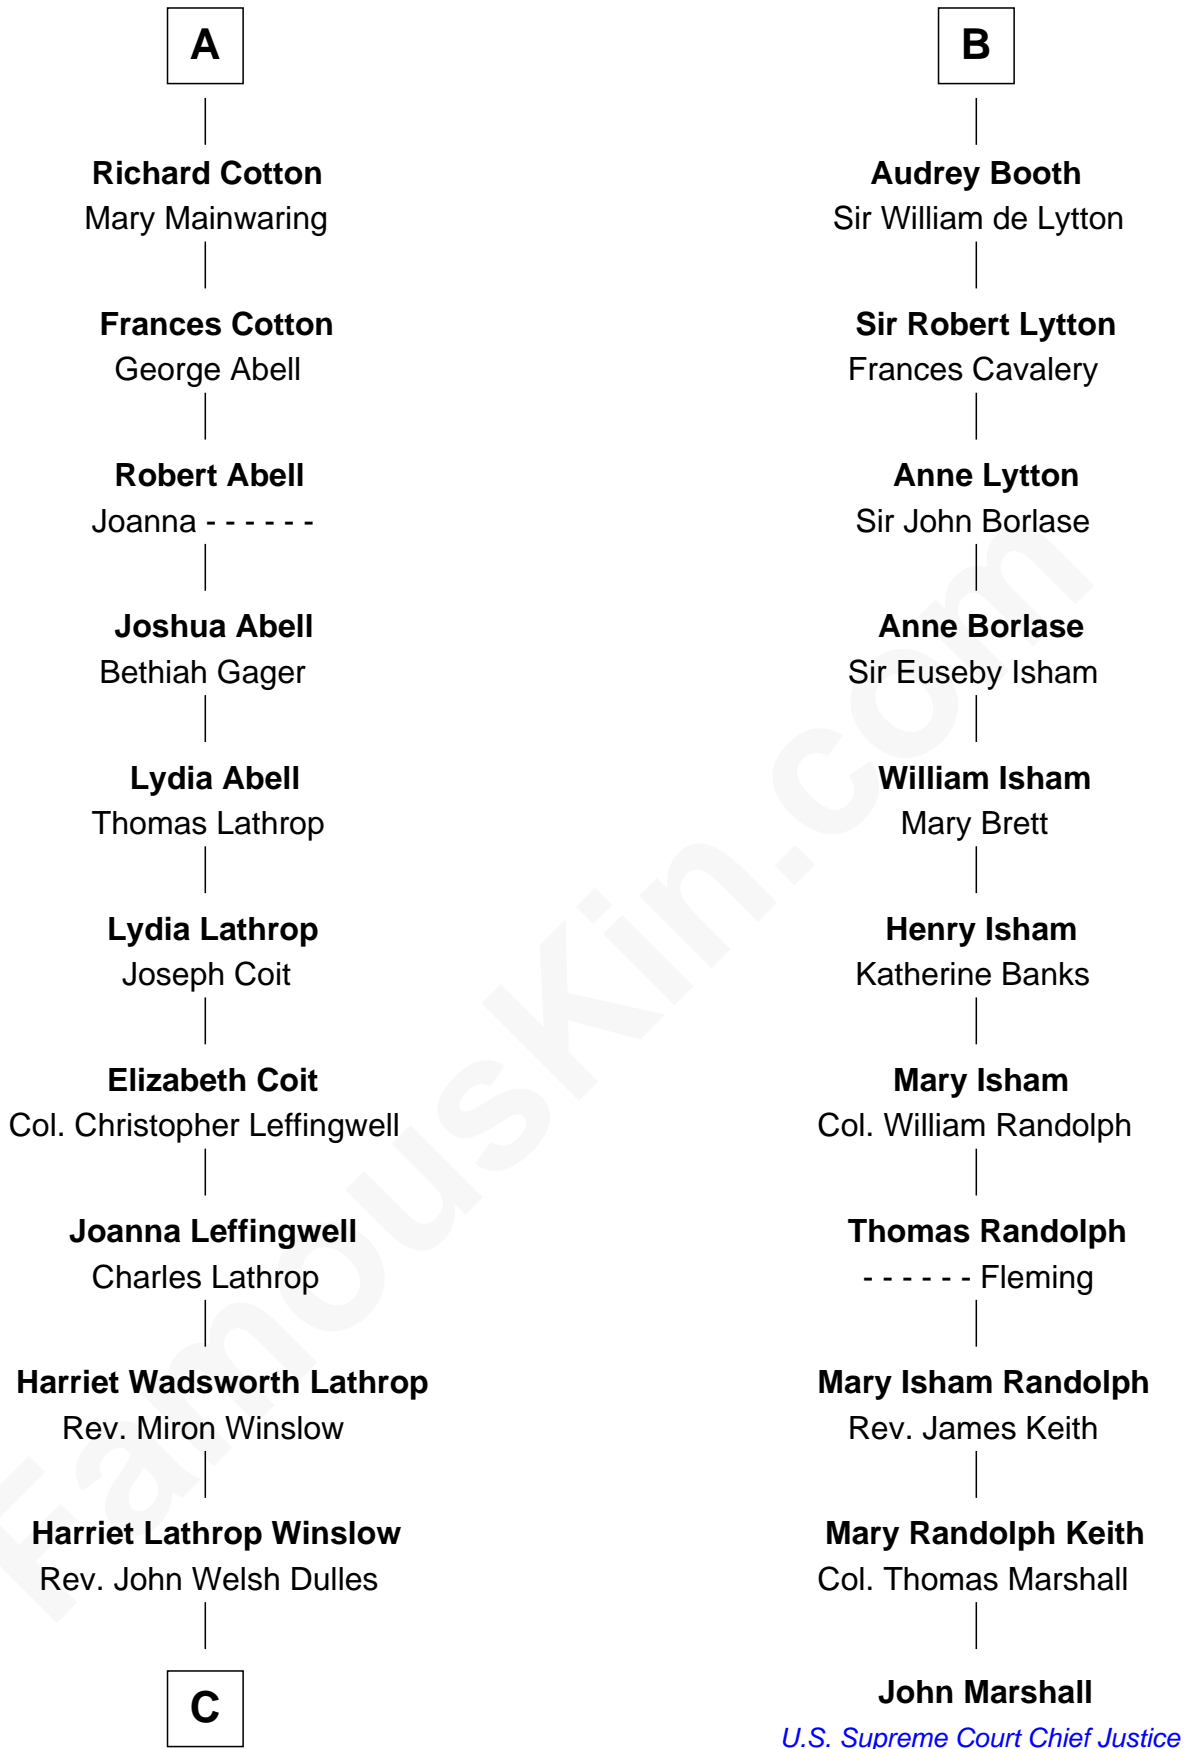 A
Richard Cotton
Mary Mainwaring
Frances Cotton
George Abell
Robert Abell
Joanna - - - - - -
Joshua Abell
Bethiah Gager
Lydia Abell
Thomas Lathrop
Lydia Lathrop
Joseph Coit
Elizabeth Coit
Col. Christopher Leffingwell
Joanna Leffingwell
Charles Lathrop
Harriet Wadsworth Lathrop
Rev. Miron Winslow
Harriet Lathrop Winslow
Rev. John Welsh Dulles
C
B
Audrey Booth
Sir William de Lytton
Sir Robert Lytton
Frances Cavalery
Anne Lytton
Sir John Borlase
Anne Borlase
Sir Euseby Isham
William Isham
Mary Brett
Henry Isham
Katherine Banks
Mary Isham
Col. William Randolph
Thomas Randolph
- - - - - - Fleming
Mary Isham Randolph
Rev. James Keith
Mary Randolph Keith
Col. Thomas Marshall
John Marshall
U.S. Supreme Court Chief Justice
FamousKin.com